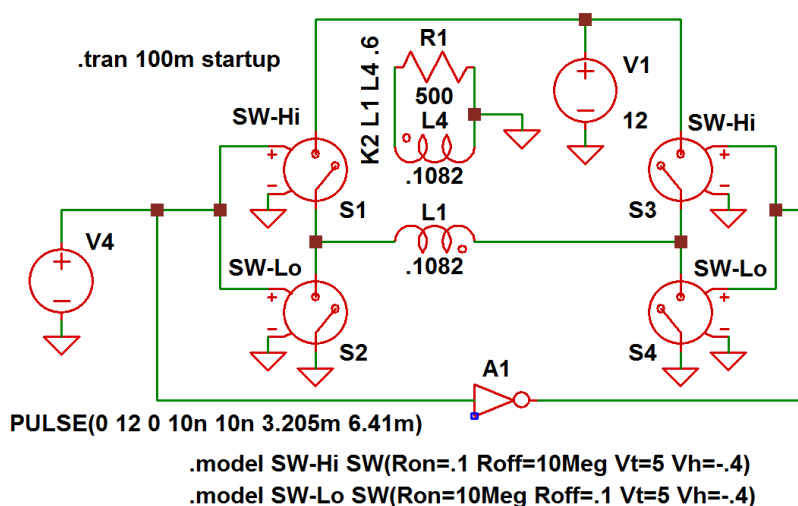 .tran 100m startup
K2 L1 L4 .6
R1
500
L4
.1082
V1
12
SW-Hi
S1
SW-Hi
S3
L1
.1082
V4
SW-Lo
S2
SW-Lo
S4
A1
PULSE(0 12 0 10n 10n 3.205m 6.41m)
.model SW-Hi SW(Ron=.1 Roff=10Meg Vt=5 Vh=-.4)
.model SW-Lo SW(Ron=10Meg Roff=.1 Vt=5 Vh=-.4)